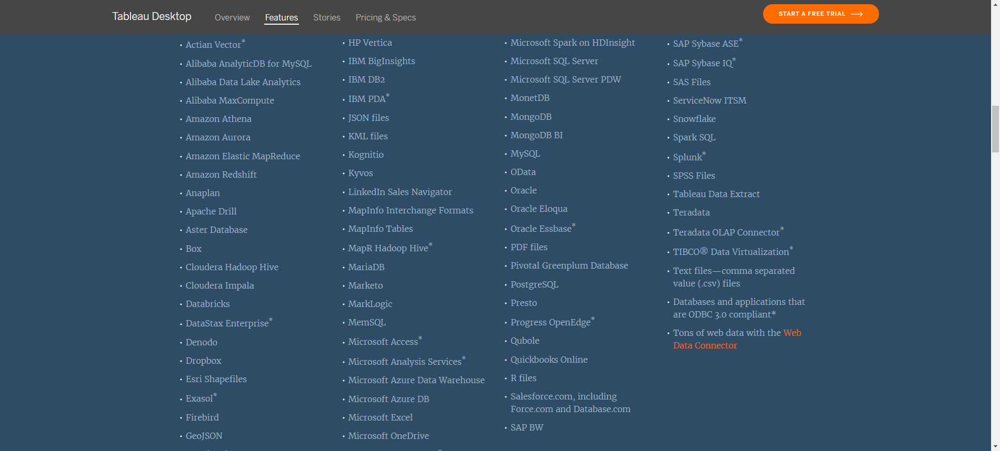 Tableau Desktop
Overview
Features
Stories
Pricing & Specs
START A FREE TRIAL
Actian Vector*
Alibaba AnalyticDB for MySQL
Alibaba Data Lake Analytics
Alibaba MaxCompute
Amazon Athena
Amazon Aurora
Amazon Elastic MapReduce
Amazon Redshift
Anaplan
Apache Drill
Aster Database
Box
Cloudera Hadoop Hive
Cloudera Impala
Databricks
DataStax Enterprise*
Denodo
Dropbox
Esri Shapefiles
Exasol*
Firebird
GeoJSON
HP Vertica
IBM BigInsights
IBM DB2
IBM PDA*
JSON files
KML files
Kognitio
Kyvos
LinkedIn Sales Navigator
MapInfo Interchange Formats
MapInfo Tables
MapR Hadoop Hive*
MariaDB
Marketo
MarkLogic
MemSQL
Microsoft Access*
Microsoft Analysis Services*
Microsoft Azure Data Warehouse
Microsoft Azure DB
Microsoft Excel
Microsoft OneDrive
Microsoft Spark on HDInsight
Microsoft SQL Server
Microsoft SQL Server PDW
MonetDB
MongoDB
MongoDB BI
MySQL
OData
Oracle
Oracle Eloqua
Oracle Essbase*
PDF files
Pivotal Greenplum Database
PostgreSQL
Presto
Progress OpenEdge*
Qubole
Quickbooks Online
R files
Salesforce.com, including
Force.com and Database.com
SAP BW
SAP Sybase ASE*
SAP Sybase IQ*
SAS Files
ServiceNow ITSM
Snowflake
Spark SQL
Splunk*
SPSS Files
Tableau Data Extract
Teradata
Teradata OLAP Connector*
TIBCO® Data Virtualization*
Text files—comma separated
value (.csv) files
Databases and applications that
are ODBC 3.0 compliant*
Tons of web data with the Web
Data Connector